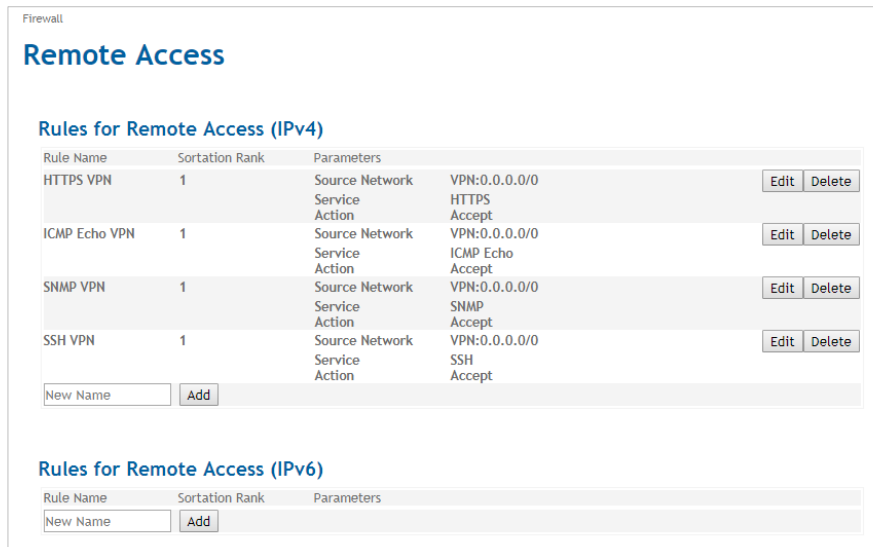 Firewall
Remote Access
Rules for Remote Access (IPv4)
Rule Name Sortation Rank Parameters
HTTPS VPN 1 Source Network VPN:0.0.0.0/0 Edit Delete
Service HTTPS
Action Accept
ICMP Echo VPN 1 Source Network VPN:0.0.0.0/0 Edit Delete
Service ICMP Echo
Action Accept
SNMP VPN 1 Source Network VPN:0.0.0.0/0 Edit Delete
Service SNMP
Action Accept
SSH VPN 1 Source Network VPN:0.0.0.0/0 Edit Delete
Service SSH
Action Accept
New Name Add
Rules for Remote Access (IPv6)
Rule Name Sortation Rank Parameters
New Name Add